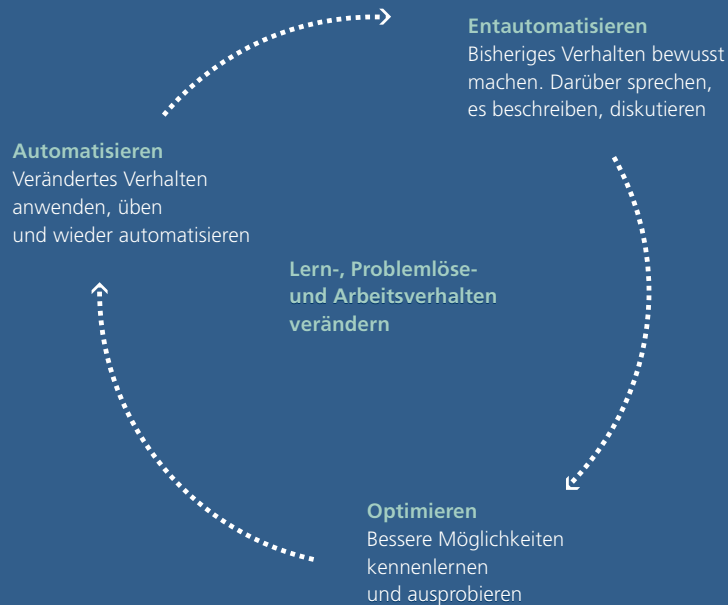 Entautomatisieren
Bisheriges Verhalten bewusst
machen. Darüber sprechen,
es beschreiben, diskutieren
Automatisieren
Verändertes Verhalten
anwenden, üben
und wieder automatisieren
Lern-, Problemlöse-
und Arbeitsverhalten
verändern
Optimieren
Bessere Möglichkeiten
kennenlernen
und ausprobieren